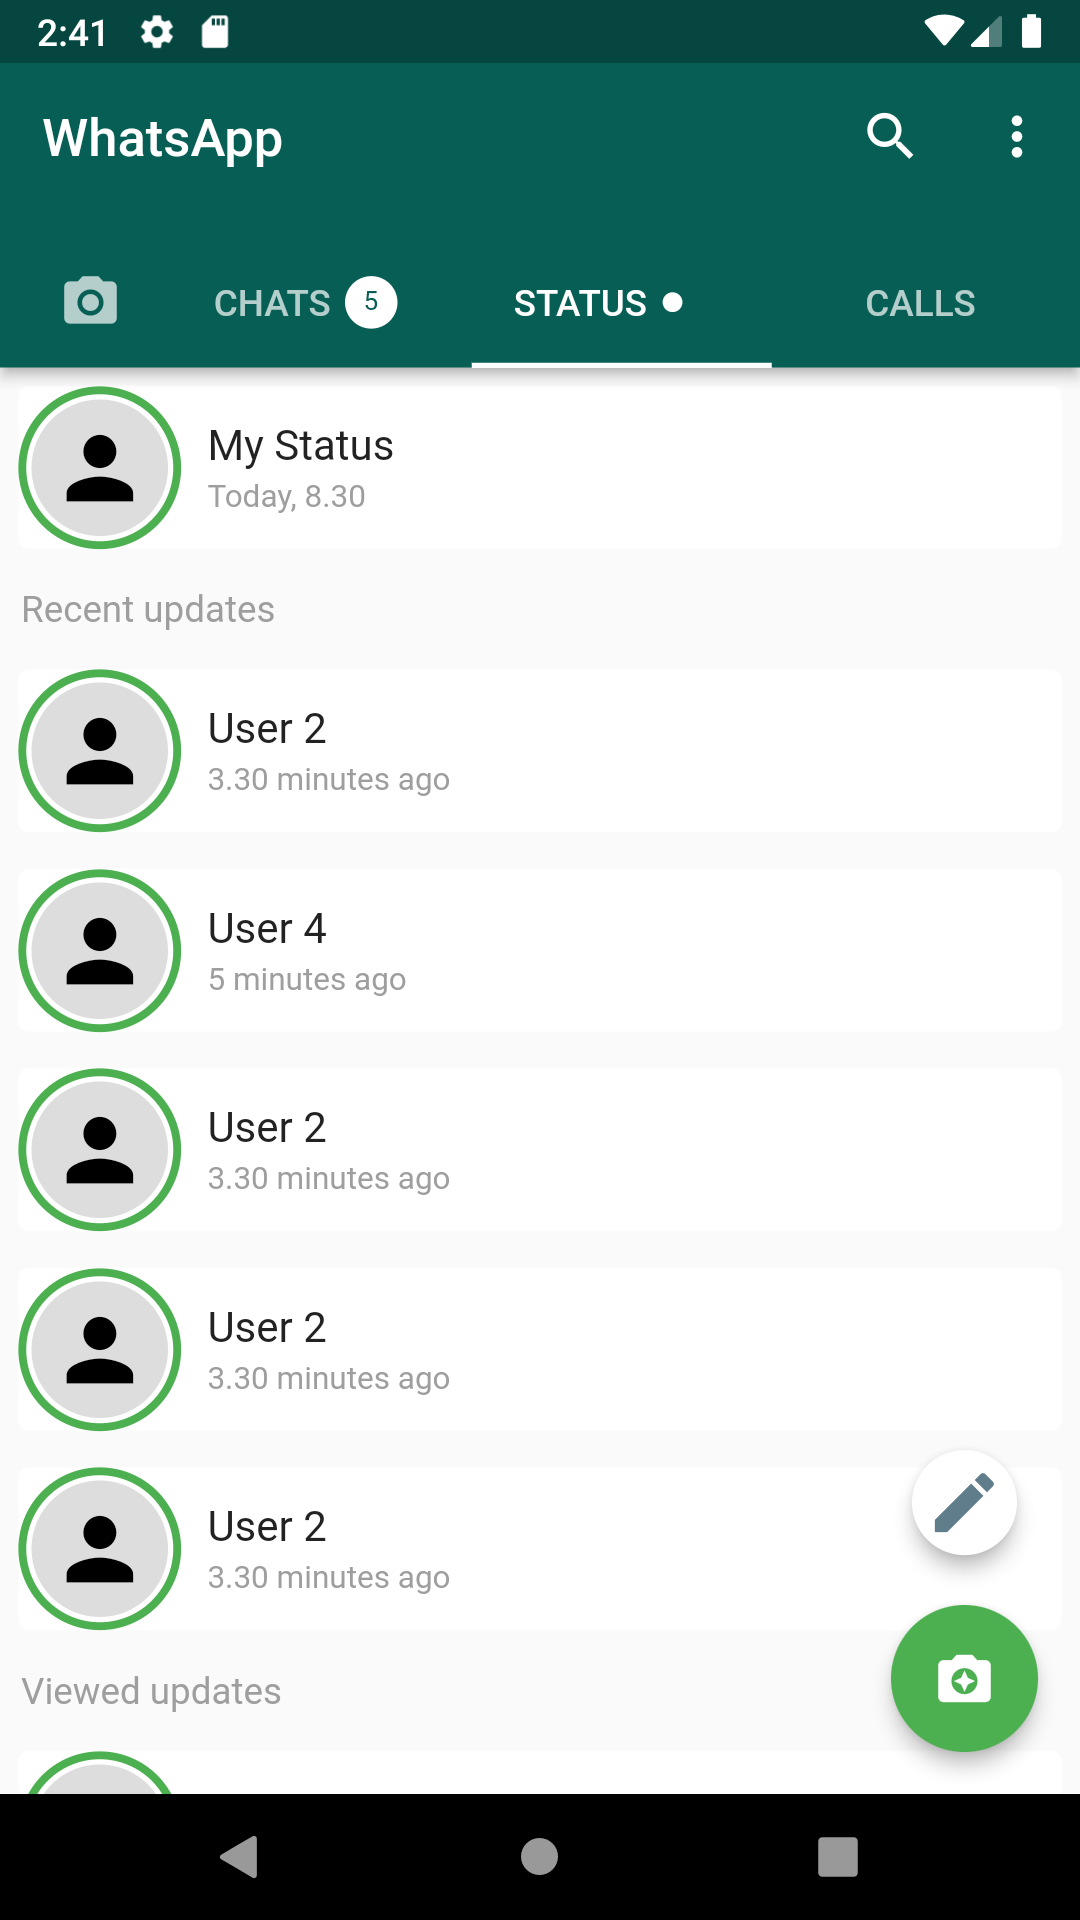 2:41
WhatsApp
CHATS 5 STATUS CALLS
My Status
Today, 8.30
Recent updates
User 2
3.30 minutes ago
User 4
5 minutes ago
User 2
3.30 minutes ago
User 2
3.30 minutes ago
User 2
3.30 minutes ago
Viewed updates